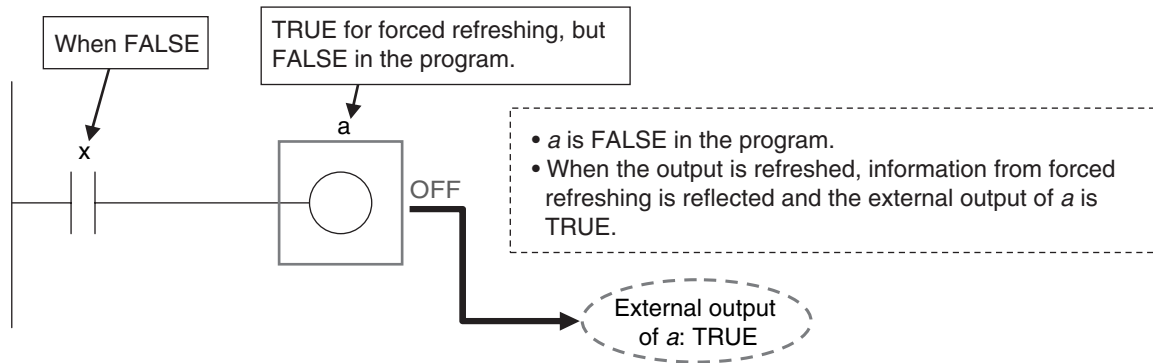 When FALSE
TRUE for forced refreshing, but
FALSE in the program.
a
x
OFF
• a is FALSE in the program.
• When the output is refreshed, information from forced
refreshing is reflected and the external output of a is
TRUE.
External output
of a: TRUE